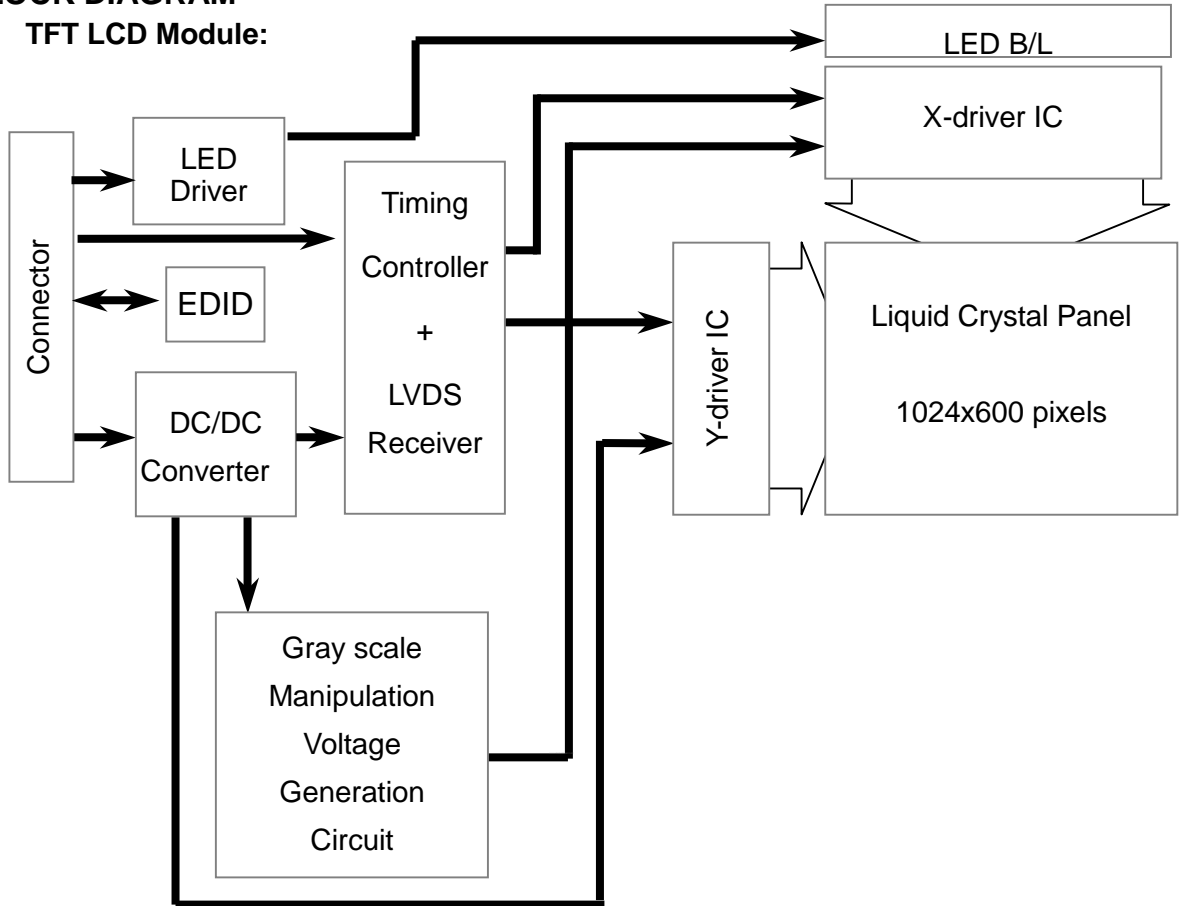 DIAGRAM
TFT LCD Module:
LED B/L
X-driver IC
LED
Driver
Timing
Controller
+
LVDS
Receiver
Connector
EDID
Y-driver IC
Liquid Crystal Panel
1024x600 pixels
DC/DC
Converter
Gray scale
Manipulation
Voltage
Generation
Circuit